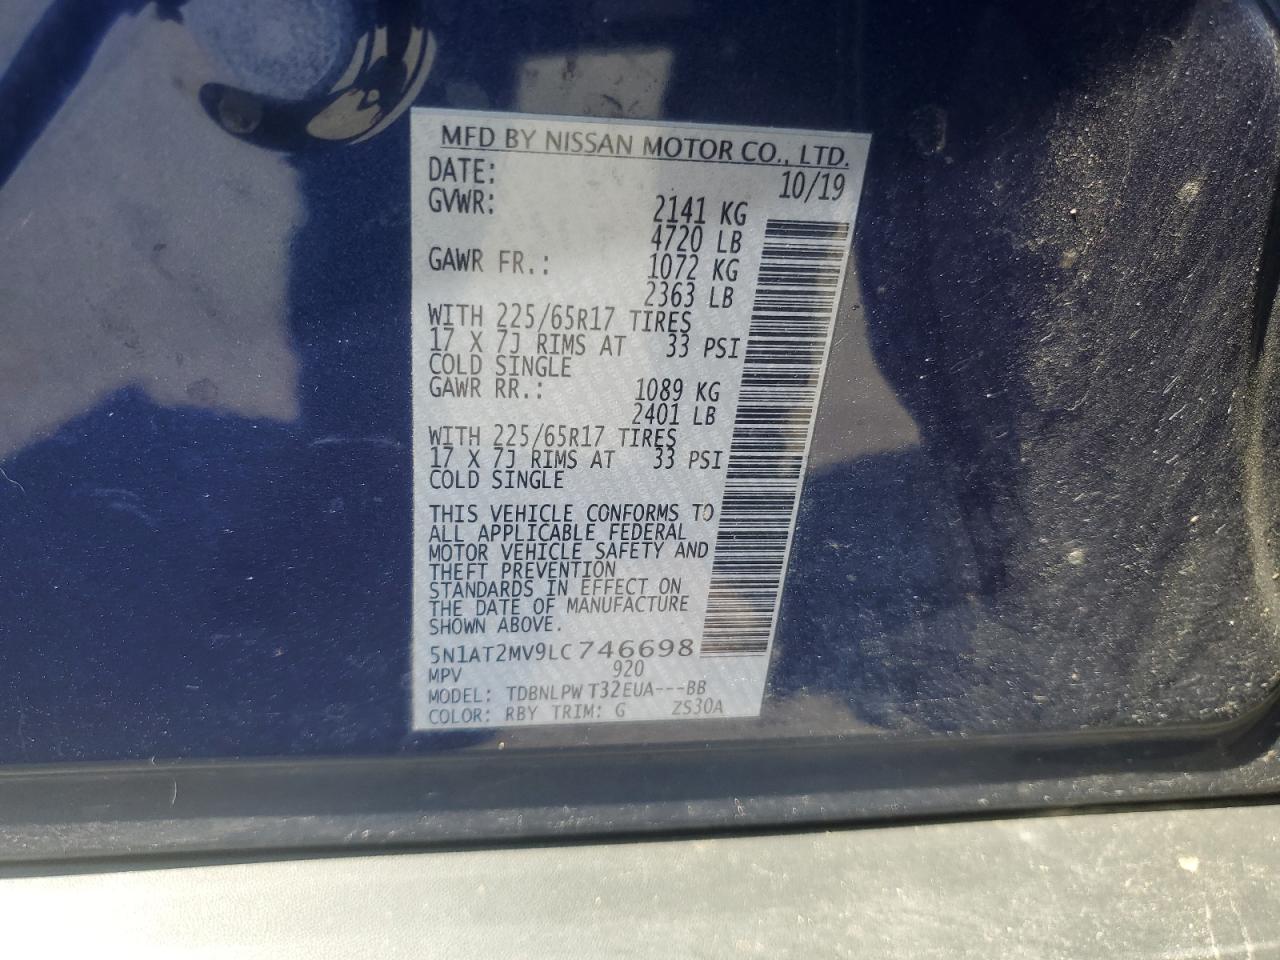 MFD BY NISSAN MOTOR CO., LTD.
DATE: 10/19
GVWR: 2141 KG
4720 LB
GAWR FR.: 1072 KG
2363 LB
WITH 225/65R17 TIRES
17 X 7J RIMS AT 33 PSI
COLD SINGLE
GAWR RR.: 1089 KG
2401 LB
WITH 225/65R17 TIRES
17 X 7J RIMS AT 33 PSI
COLD SINGLE
THIS VEHICLE CONFORMS TO
ALL APPLICABLE FEDERAL
MOTOR VEHICLE SAFETY AND
THEFT PREVENTION
STANDARDS IN EFFECT ON
THE DATE OF MANUFACTURE
SHOWN ABOVE.
5N1AT2MV9LC746698
MPV 920
MODEL: TDBNLPW T32EUA---BB
COLOR: RBY TRIM: G ZS30A